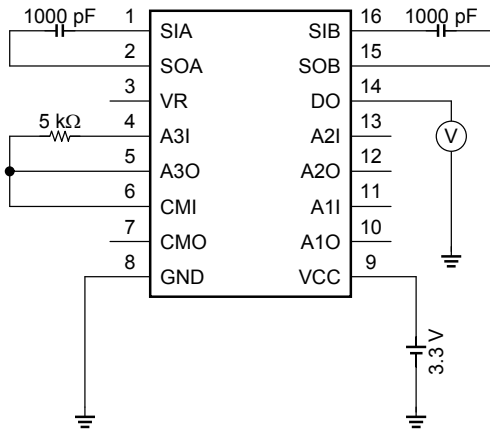 1000 pF 1 16 1000 pF
SIA SIB
2 15
SOA SOB
3 14
VR DO
5 kΩ 4 13
A3I A2I
V
5 12
A3O A2O
6 11
CMI A1I
7 10
CMO A1O
8 9
GND VCC
3.3 V